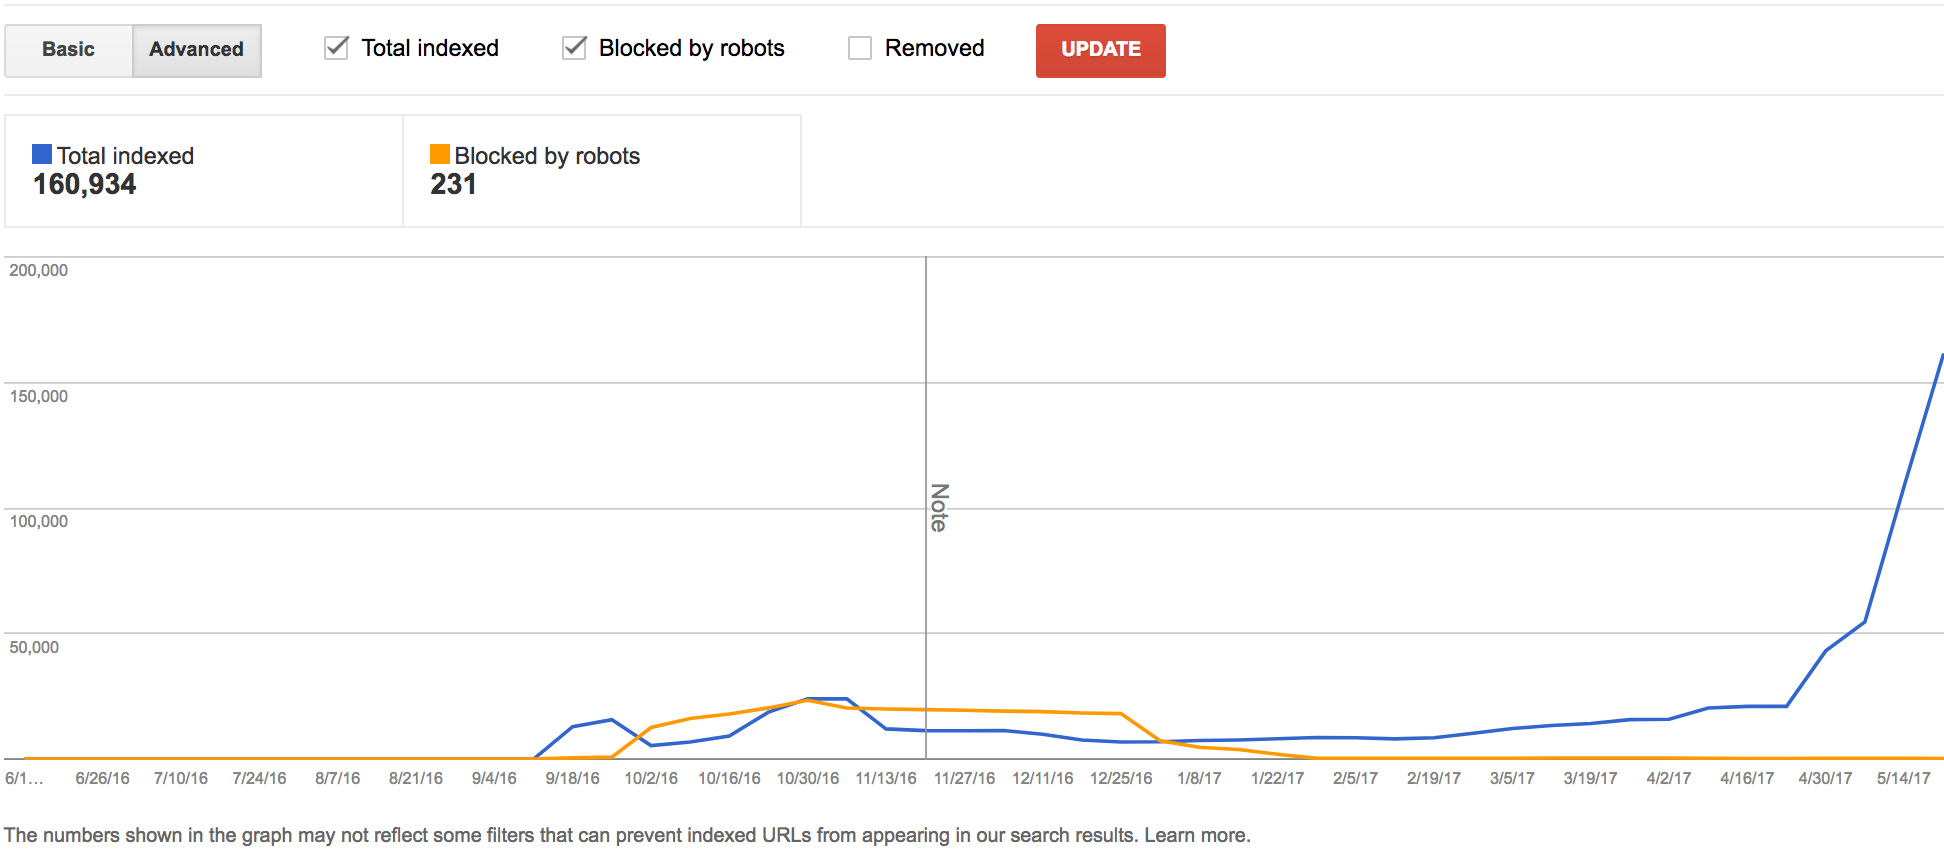 Basic Advanced Total indexed Blocked by robots Removed UPDATE
Total indexed Blocked by robots
160,934 231
200,000
150,000
100,000
Note
50,000
6/1... 6/26/16 7/10/16 7/24/16 8/7/16 8/21/16 9/4/16 9/18/16 10/2/16 10/16/16 10/30/16 11/13/16 11/27/16 12/11/16 12/25/16 1/8/17 1/22/17 2/5/17 2/19/17 3/5/17 3/19/17 4/2/17 4/16/17 4/30/17 5/14/17
The numbers shown in the graph may not reflect some filters that can prevent indexed URLs from appearing in our search results. Learn more.